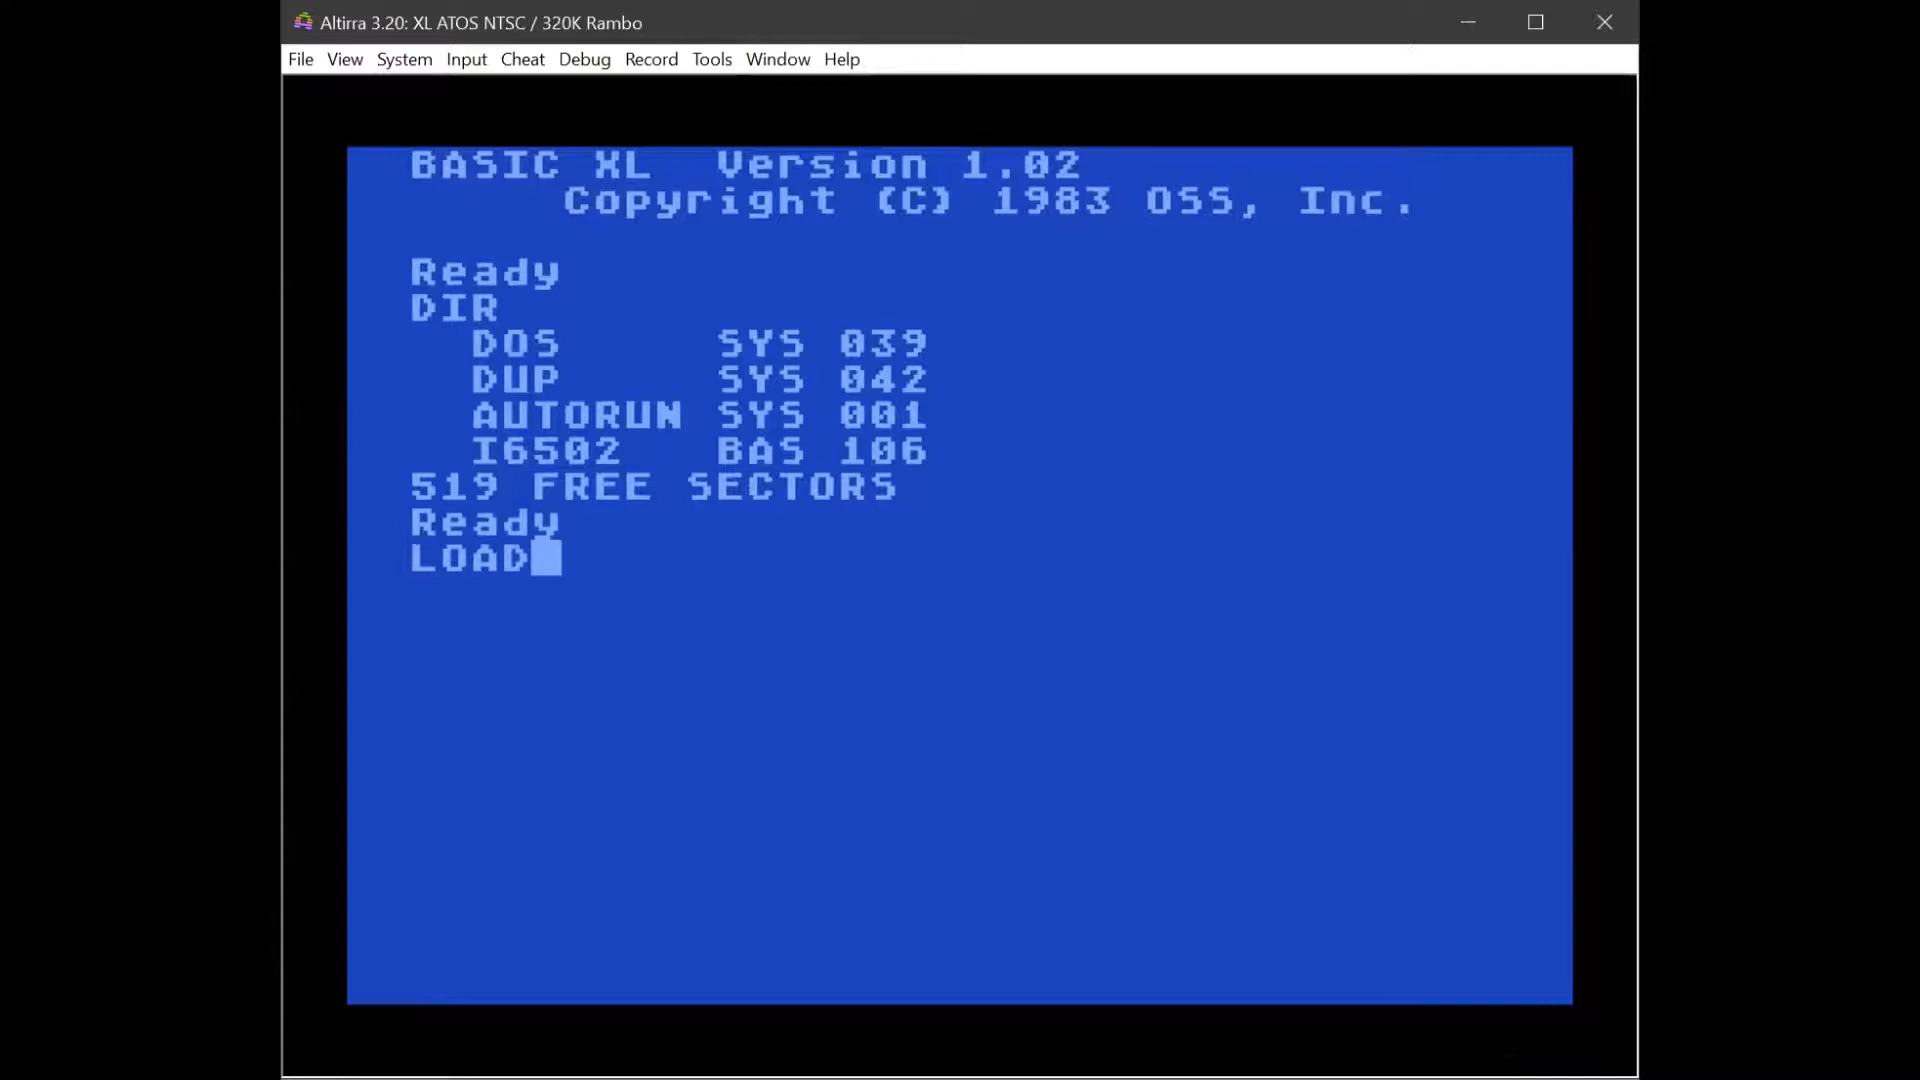 Altirra 3.20: XL ATOS NTSC / 320K Rambo
File View System Input Cheat Debug Record Tools Window Help
BASIC XL Version 1.02
Copyright (C) 1983 OSS, Inc.
Ready
DIR
DOS SYS 039
DUP SYS 042
AUTORUN SYS 001
I6502 BAS 106
519 FREE SECTORS
Ready
LOAD